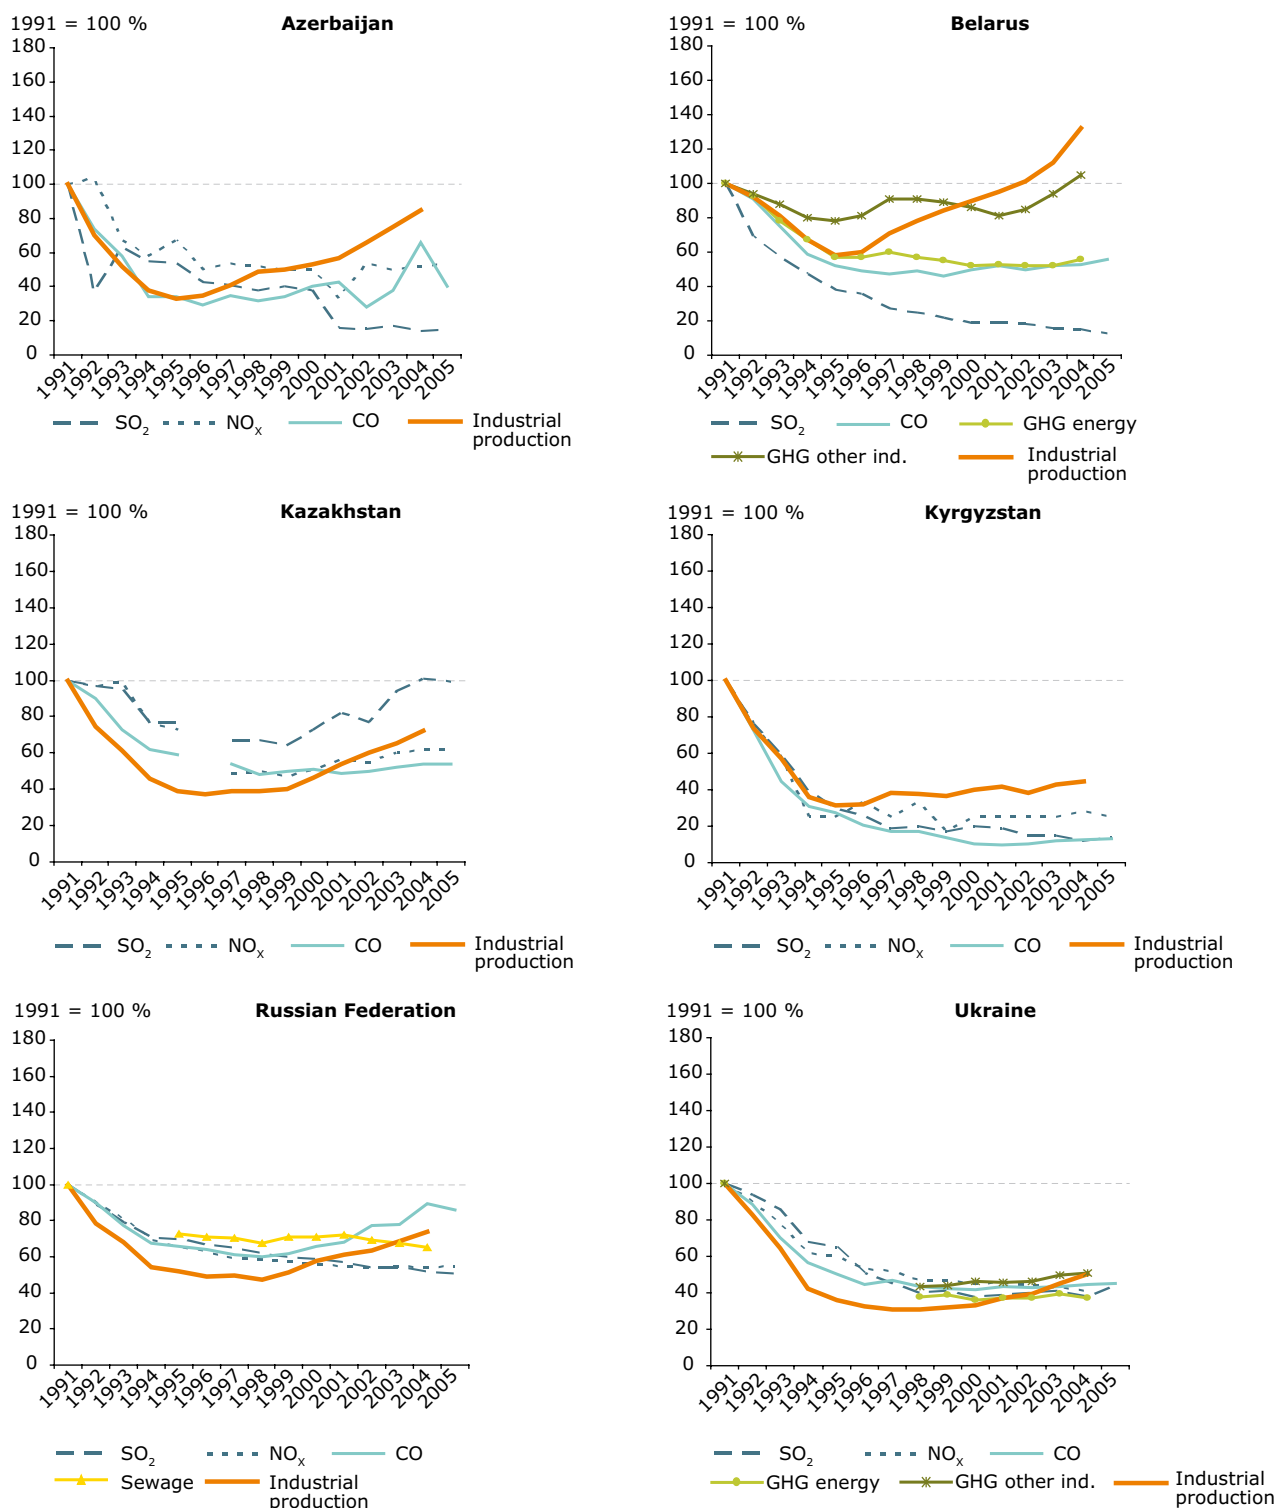 1991 = 100 %
Azerbaijan
180
160
140
120
100
80
60
40
20
0
1991 1992 1993 1994 1995 1996 1997 1998 1999 2000 2001 2002 2003 2004 2005
SO₂ NOₓ CO Industrial
production
1991 = 100 %
Belarus
180
160
140
120
100
80
60
40
20
0
1991 1992 1993 1994 1995 1996 1997 1998 1999 2000 2001 2002 2003 2004 2005
SO₂ CO GHG energy
GHG other ind. Industrial
production
1991 = 100 %
Kazakhstan
180
160
140
120
100
80
60
40
20
0
1991 1992 1993 1994 1995 1996 1997 1998 1999 2000 2001 2002 2003 2004 2005
SO₂ NOₓ CO Industrial
production
1991 = 100 %
Kyrgyzstan
180
160
140
120
100
80
60
40
20
0
1991 1992 1993 1994 1995 1996 1997 1998 1999 2000 2001 2002 2003 2004 2005
SO₂ NOₓ CO Industrial
production
1991 = 100 %
Russian Federation
180
160
140
120
100
80
60
40
20
0
1991 1992 1993 1994 1995 1996 1997 1998 1999 2000 2001 2002 2003 2004 2005
SO₂ NOₓ CO
Sewage Industrial
production
1991 = 100 %
Ukraine
180
160
140
120
100
80
60
40
20
0
1991 1992 1993 1994 1995 1996 1997 1998 1999 2000 2001 2002 2003 2004 2005
SO₂ NOₓ CO
GHG energy GHG other ind. Industrial
production